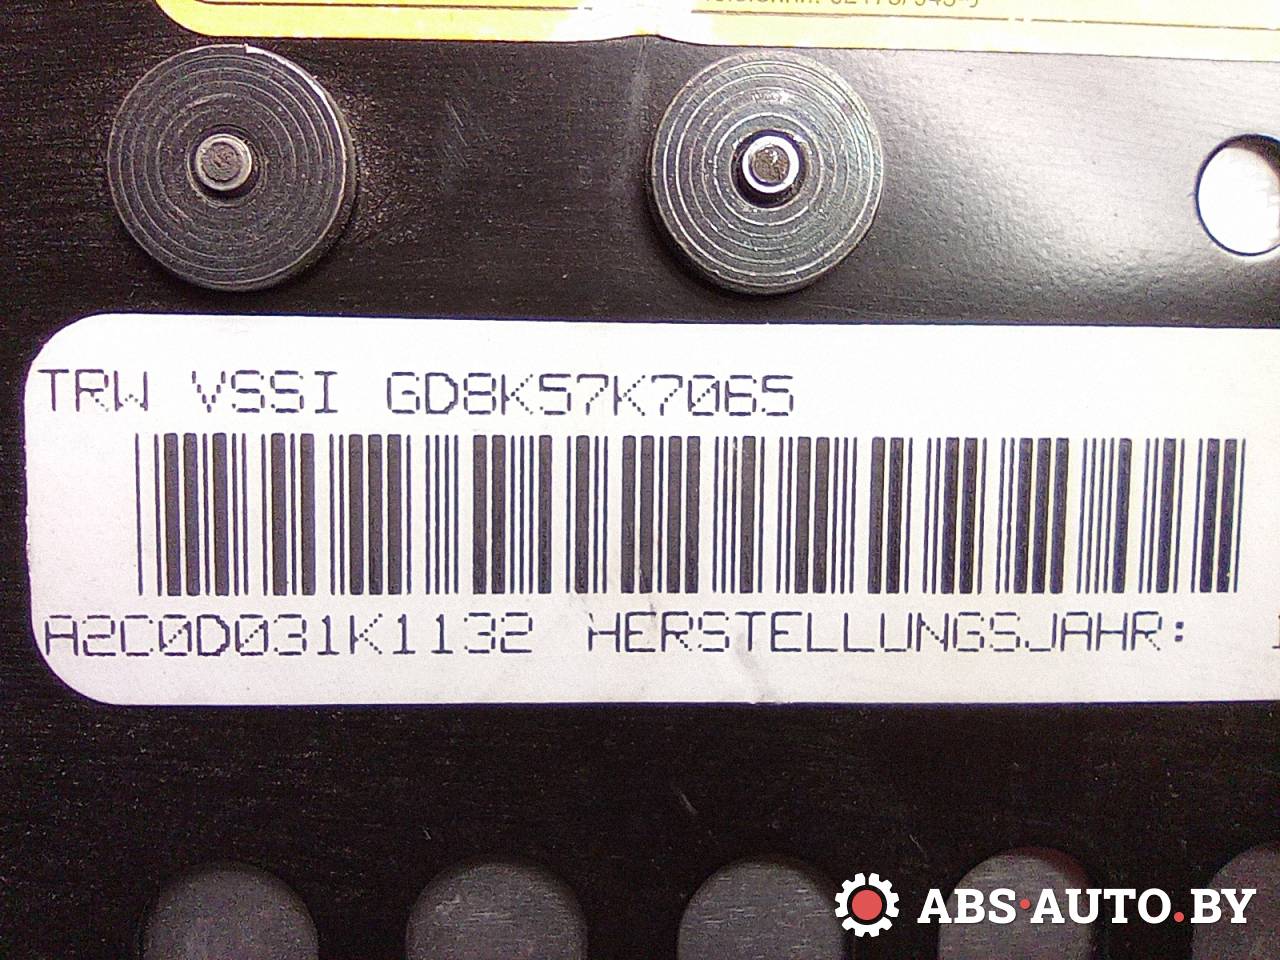 TRW VSSI GD8K57K7065
A2C0D031K1132 HERSTELLUNGSJAHR:
ABS·AUTO.BY